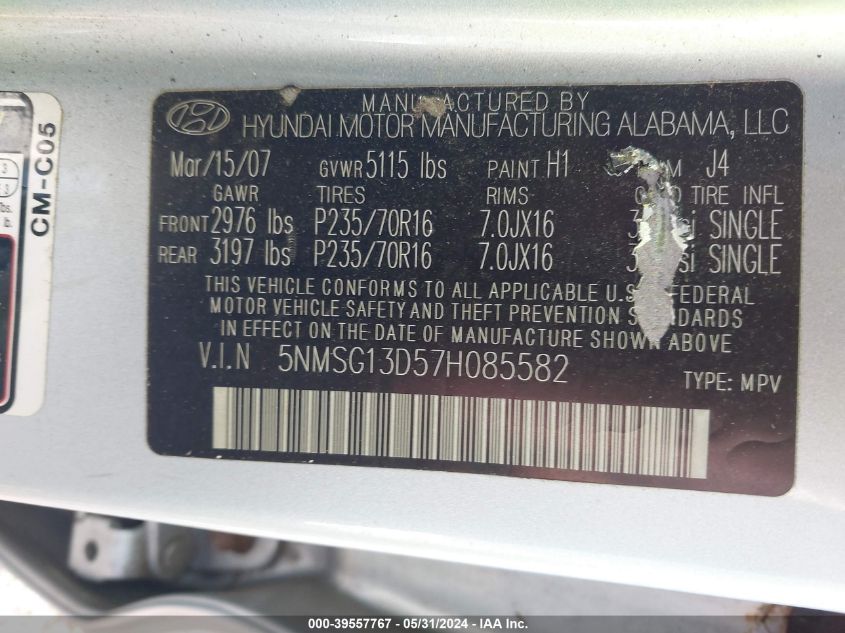 MANUFACTURED BY
HYUNDAI MOTOR MANUFACTURING ALABAMA, LLC
Mar/15/07 GVWR 5115 lbs PAINT H1 J4
GAWR TIRES RIMS TIRE INFL
FRONT 2976 lbs P235/70R16 7.0JX16 SINGLE
REAR 3197 lbs P235/70R16 7.0JX16 SINGLE
THIS VEHICLE CONFORMS TO ALL APPLICABLE FEDERAL
MOTOR VEHICLE SAFETY AND THEFT PREVENTION STANDARDS
IN EFFECT ON THE DATE OF MANUFACTURE SHOWN ABOVE
V.I.N 5NMSG13D57H085582
TYPE: MPV
CM-C05
000-39557767 - 05/31/2024 - IAA, Inc.